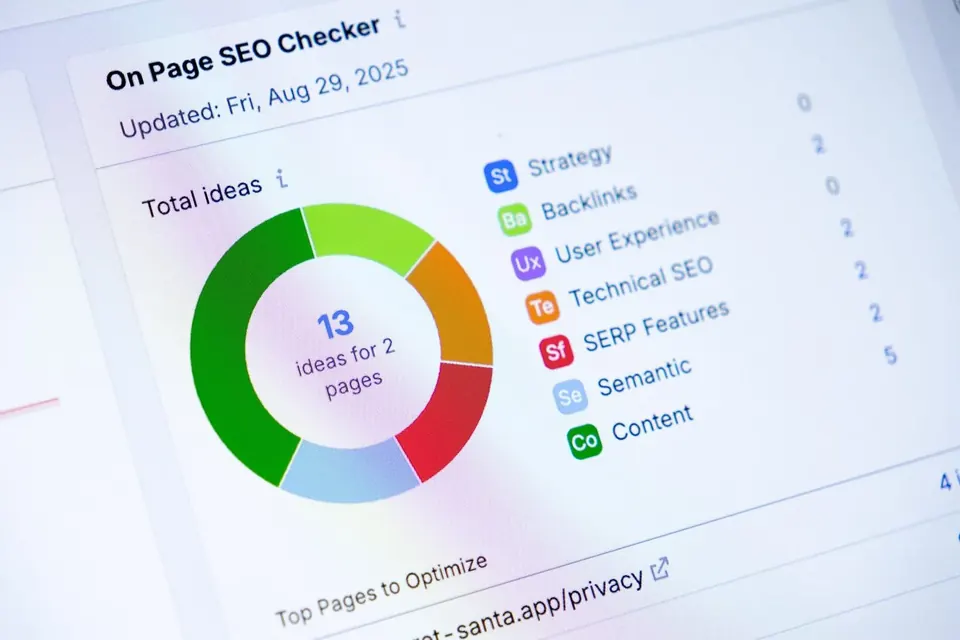 On Page SEO Checker i
Updated: Fri, Aug 29, 2025
Total ideas i
13
ideas for 2
pages
St Strategy 0
Ba Backlinks 2
Ux User Experience 0
Te Technical SEO 2
Sf SERP Features 2
Se Semantic 2
Co Content 5
Top Pages to Optimize
-santa.app/privacy
4